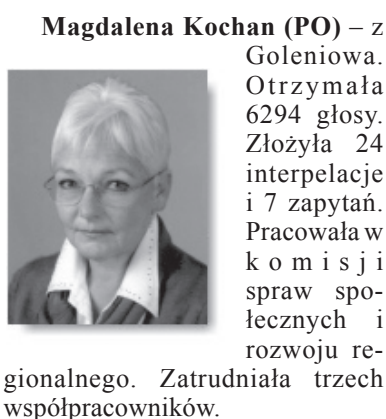 Magdalena Kochan (PO) – z
Goleniowa.
Otrzymała
6294 głosy.
Złożyła 24
interpelacje
i 7 zapytań.
Pracowała w
komisji
spraw spo-
łecznych i
rozwoju re-
gionalnego. Zatrudniała trzech
współpracowników.